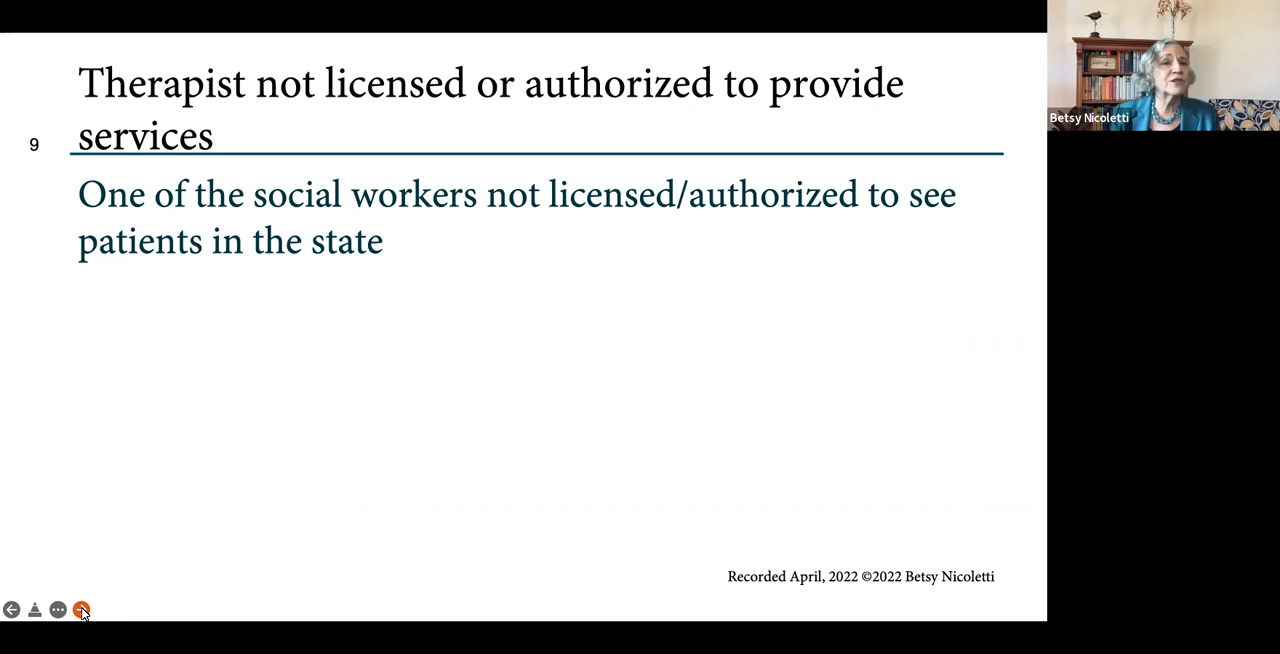 Therapist not licensed or authorized to provide
services
9
One of the social workers not licensed/authorized to see
patients in the state
Recorded April, 2022 ©2022 Betsy Nicoletti
Betsy Nicoletti